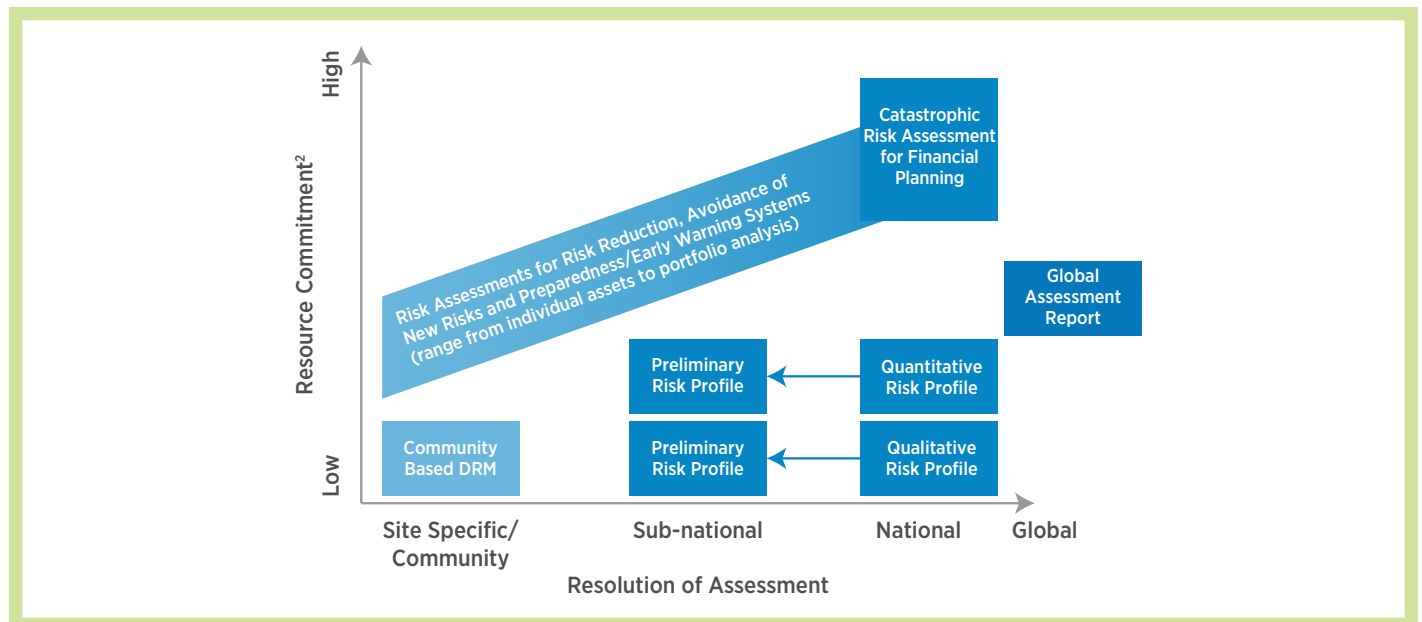 High
Resource Commitment²
Low
Catastrophic
Risk Assessment
for Financial
Planning
Risk Assessments for Risk Reduction, Avoidance of
New Risks and Preparedness/Early Warning Systems
(range from individual assets to portfolio analysis)
Global
Assessment
Report
Preliminary
Risk Profile
Quantitative
Risk Profile
Community
Based DRM
Preliminary
Risk Profile
Qualitative
Risk Profile
Site Specific/
Community
Sub-national
National
Global
Resolution of Assessment